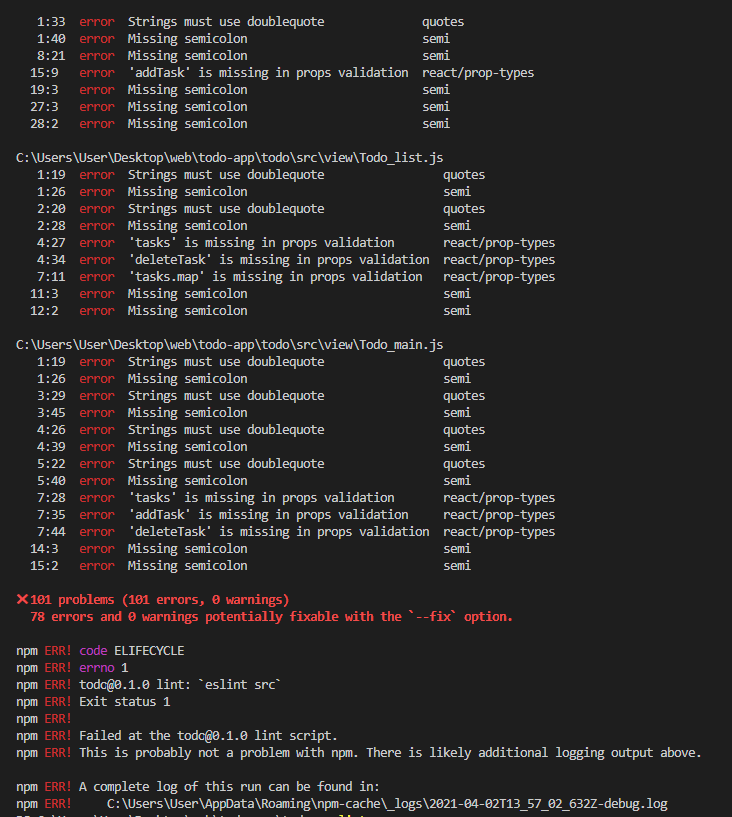 1:33 error Strings must use doublequote quotes
1:40 error Missing semicolon semi
8:21 error Missing semicolon semi
15:9 error 'addTask' is missing in props validation react/prop-types
19:3 error Missing semicolon semi
27:3 error Missing semicolon semi
28:2 error Missing semicolon semi
C:\Users\User\Desktop\web\todo-app\todo\src\view\Todo_list.js
1:19 error Strings must use doublequote quotes
1:26 error Missing semicolon semi
2:20 error Strings must use doublequote quotes
2:28 error Missing semicolon semi
4:27 error 'tasks' is missing in props validation react/prop-types
4:34 error 'deleteTask' is missing in props validation react/prop-types
7:11 error 'tasks.map' is missing in props validation react/prop-types
11:3 error Missing semicolon semi
12:2 error Missing semicolon semi
C:\Users\User\Desktop\web\todo-app\todo\src\view\Todo_main.js
1:19 error Strings must use doublequote quotes
1:26 error Missing semicolon semi
3:29 error Strings must use doublequote quotes
3:45 error Missing semicolon semi
4:26 error Strings must use doublequote quotes
4:39 error Missing semicolon semi
5:22 error Strings must use doublequote quotes
5:40 error Missing semicolon semi
7:28 error 'tasks' is missing in props validation react/prop-types
7:35 error 'addTask' is missing in props validation react/prop-types
7:44 error 'deleteTask' is missing in props validation react/prop-types
14:3 error Missing semicolon semi
15:2 error Missing semicolon semi
❌101 problems (101 errors, 0 warnings)
78 errors and 0 warnings potentially fixable with the `--fix` option.
npm ERR! code ELIFECYCLE
npm ERR! errno 1
npm ERR! todo@0.1.0 lint: `eslint src`
npm ERR! Exit status 1
npm ERR!
npm ERR! Failed at the todo@0.1.0 lint script.
npm ERR! This is probably not a problem with npm. There is likely additional logging output above.
npm ERR! A complete log of this run can be found in:
npm ERR! C:\Users\User\AppData\Roaming\npm-cache\_logs\2021-04-02T13_57_02_632Z-debug.log